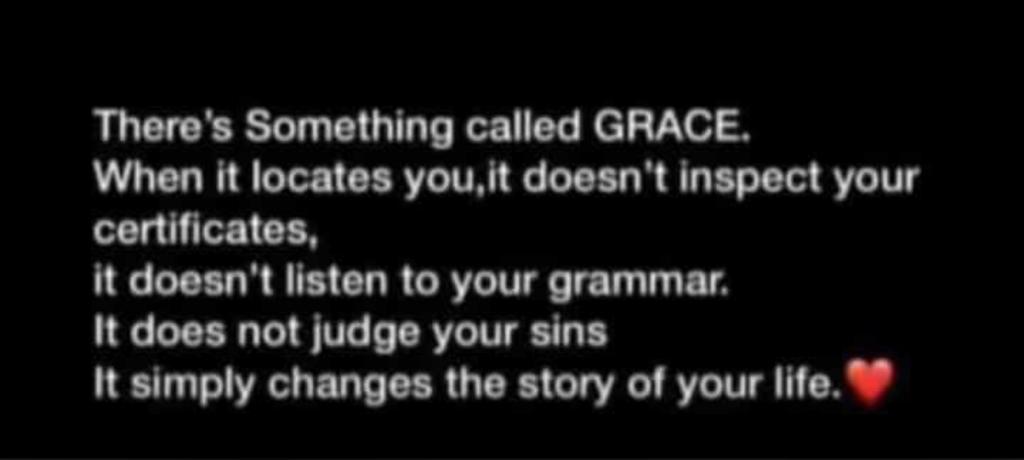 There's Something called GRACE.
When it locates you,it doesn't inspect your
certificates,
it doesn't listen to your grammar.
It does not judge your sins
It simply changes the story of your life.❤️